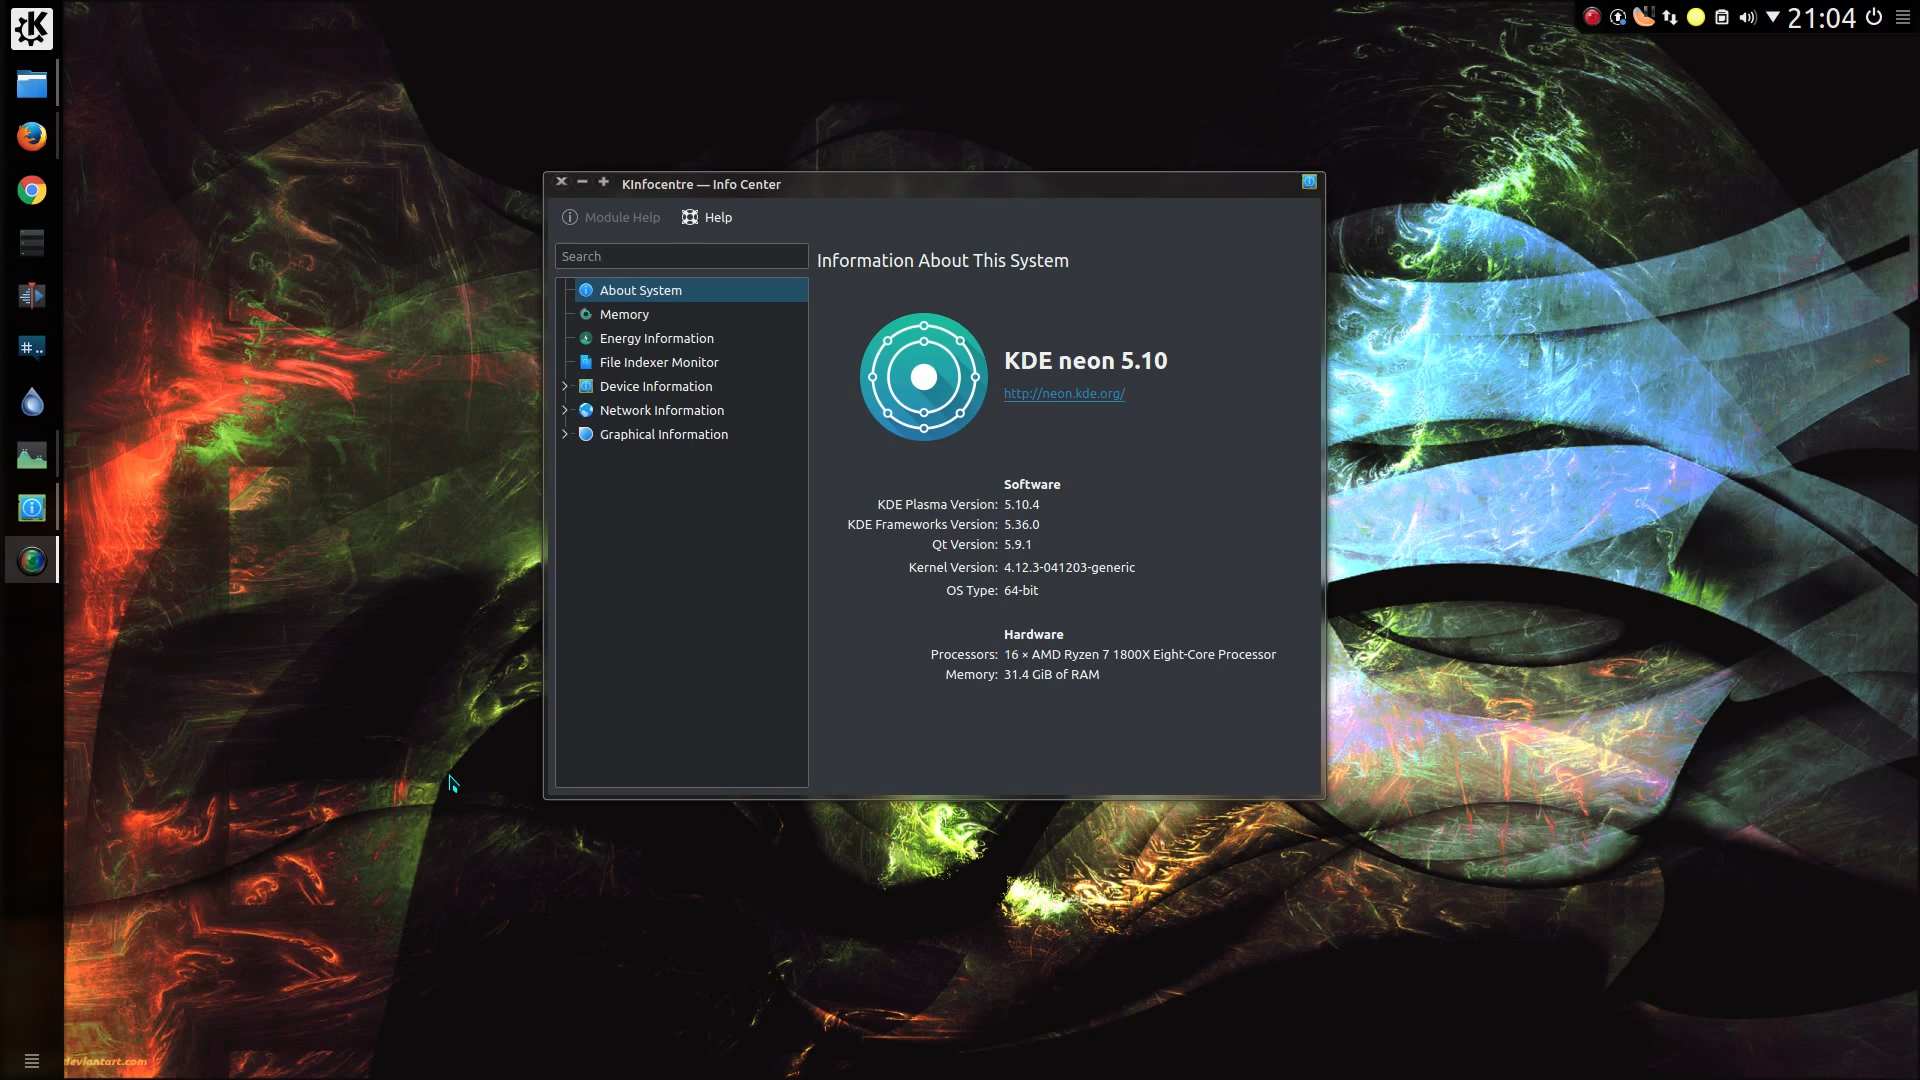 21:04
KInfocentre — Info Center
Module Help
Help
Search
About System
Memory
Energy Information
File Indexer Monitor
Device Information
Network Information
Graphical Information
Information About This System
KDE neon 5.10
http://neon.kde.org/
Software
KDE Plasma Version: 5.10.4
KDE Frameworks Version: 5.36.0
Qt Version: 5.9.1
Kernel Version: 4.12.3-041203-generic
OS Type: 64-bit
Hardware
Processors: 16 × AMD Ryzen 7 1800X Eight-Core Processor
Memory: 31.4 GiB of RAM
#..
deviantart.com